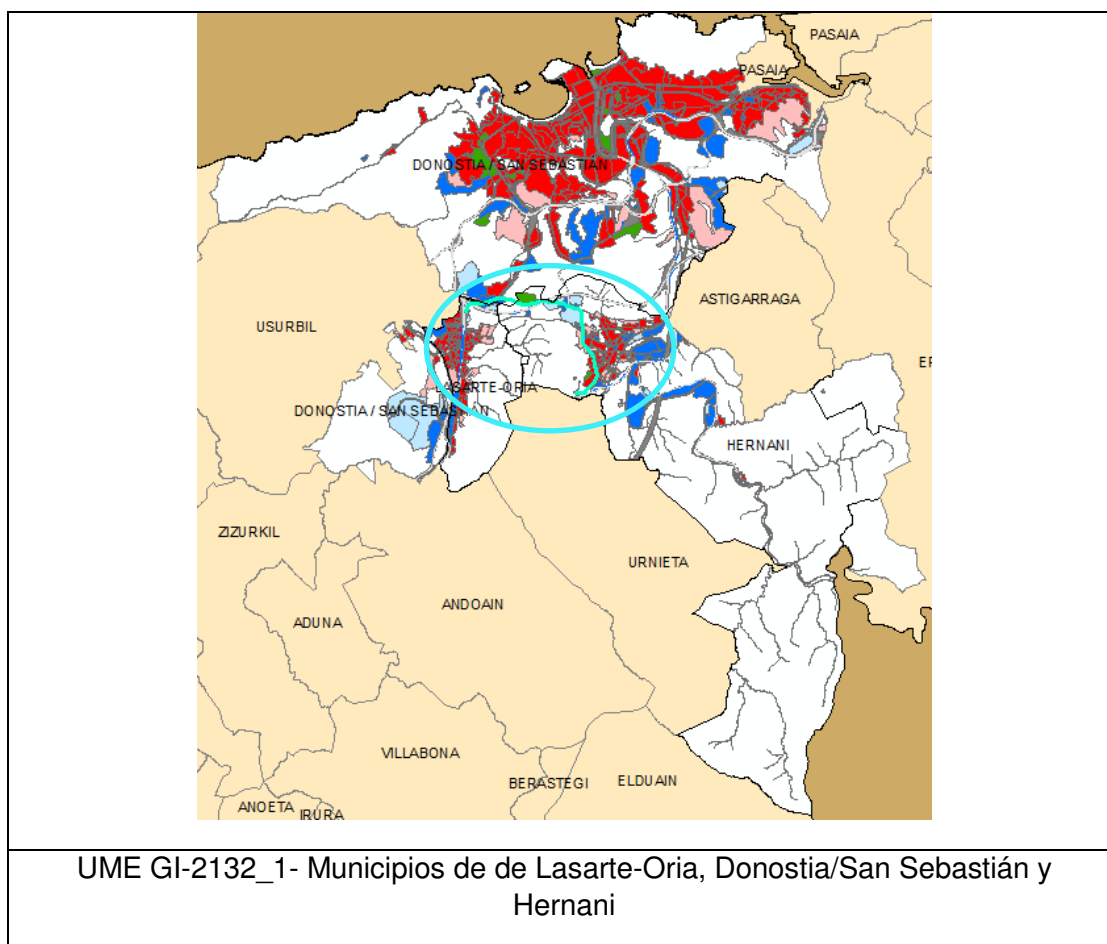 PASAIA
PASAIA
DONOSTIA / SAN SEBASTIÁN
ASTIGARRAGA
USURBIL
LASARTE-ORIA
DONOSTIA / SAN SEBASTIÁN
HERNANI
ZIZURKIL
URNIETA
ANDOAIN
ADUNA
VILLABONA
BERASTEGI
ELDUAIN
ANOETA
IRURA
UME GI-2132_1- Municipios de de Lasarte-Oria, Donostia/San Sebastián y
Hernani